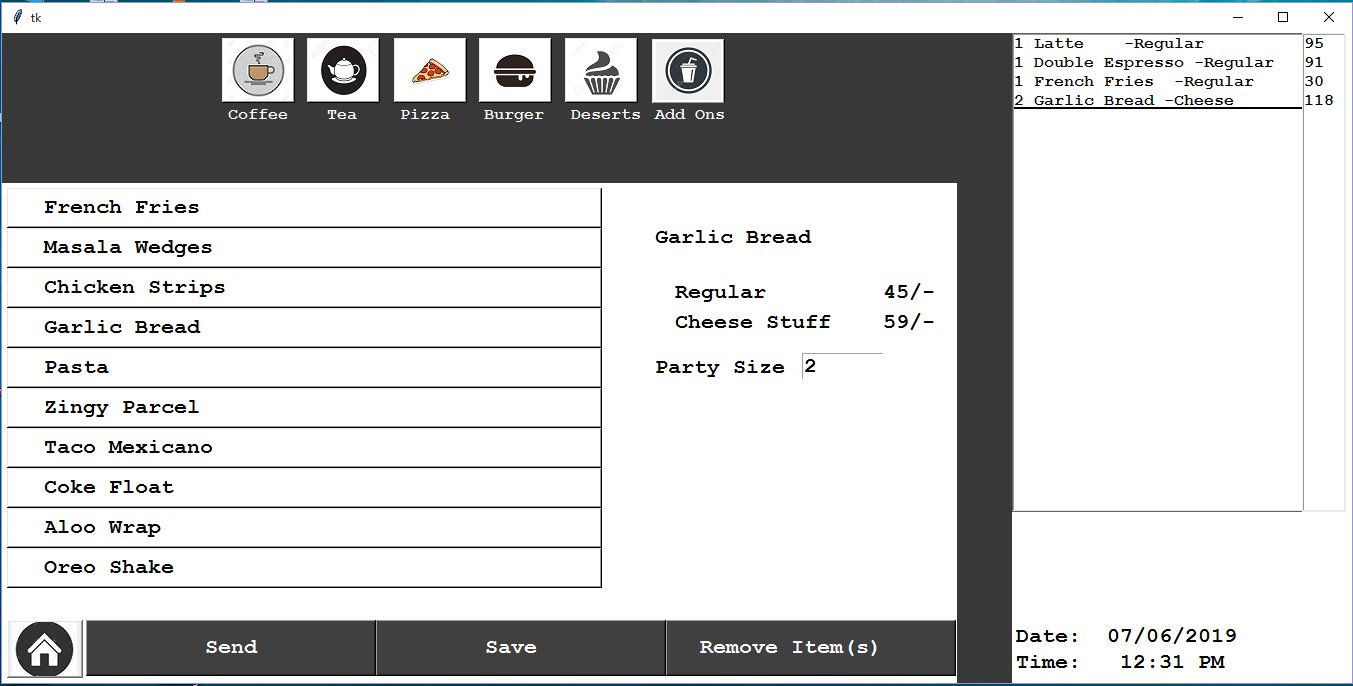 tk
Coffee Tea Pizza Burger Deserts Add Ons
1 Latte -Regular 95
1 Double Espresso -Regular 91
1 French Fries -Regular 30
2 Garlic Bread -Cheese 118
French Fries
Masala Wedges
Chicken Strips
Garlic Bread
Pasta
Zingy Parcel
Taco Mexicano
Coke Float
Aloo Wrap
Oreo Shake
Garlic Bread
Regular 45/-
Cheese Stuff 59/-
Party Size 2
Send Save Remove Item(s)
Date: 07/06/2019
Time: 12:31 PM